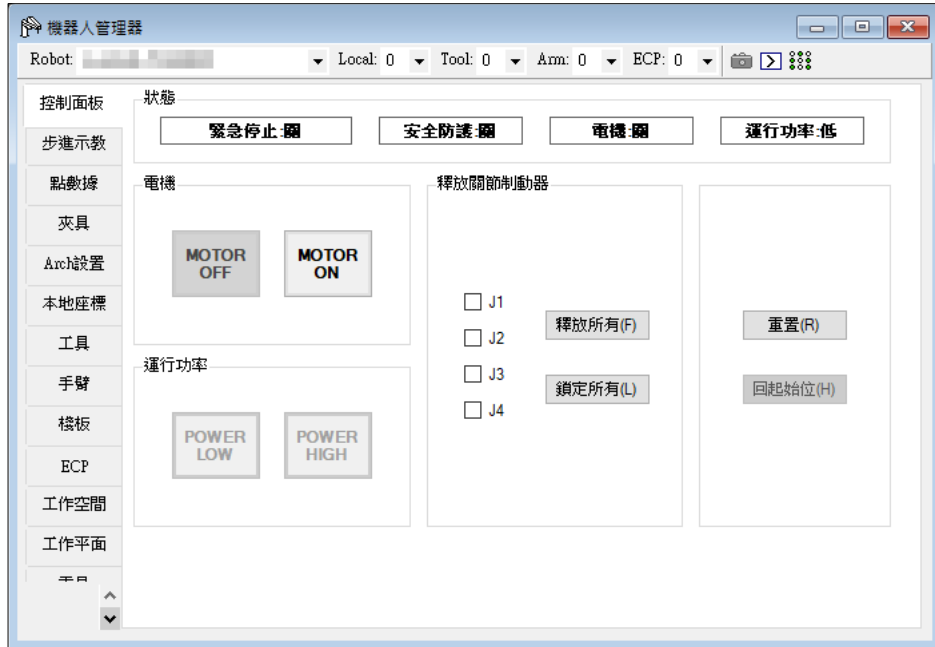 機器人管理器
Robot: Local: 0 Tool: 0 Arm: 0 ECP: 0
控制面板
步進示教
點數據
夾具
Arch設置
本地座標
工具
手臂
棧板
ECP
工作空間
工作平面
狀態
緊急停止:關 安全防護:關 電機:關 運行功率:低
電機
MOTOR OFF
MOTOR ON
運行功率
POWER LOW
POWER HIGH
釋放關節制動器
J1
J2
J3
J4
釋放所有(F)
鎖定所有(L)
重置(R)
回起始位(H)